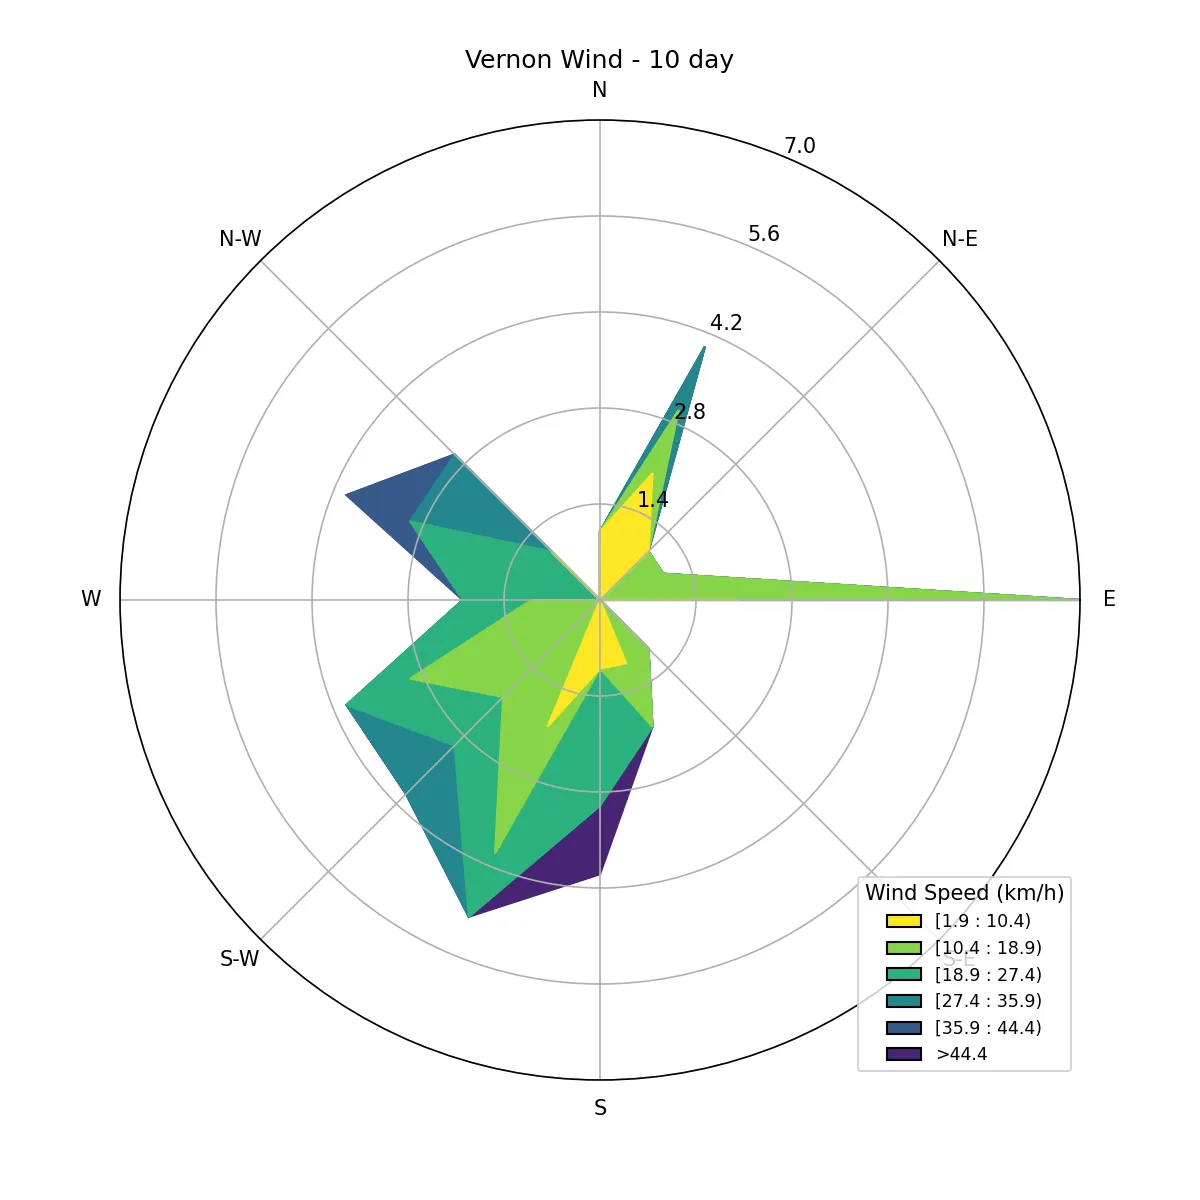 Vernon Wind - 10 day
N
7.0
5.6
N-W
N-E
4.2
2.8
1.4
W
E
S-W
S-E
S
Wind Speed (km/h)
[1.9 : 10.4)
[10.4 : 18.9)
[18.9 : 27.4)
[27.4 : 35.9)
[35.9 : 44.4)
>44.4